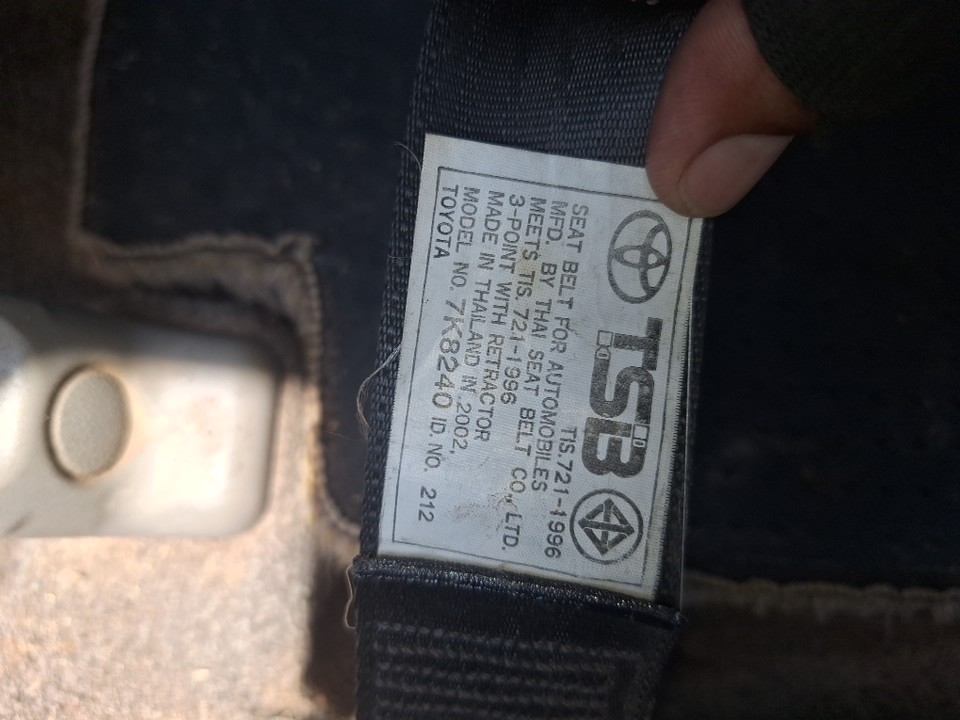 TSB
TIS.721-1996
SEAT BELT FOR AUTOMOBILES
MFD. BY THAI SEAT BELT CO., LTD.
MEETS TIS. 721-1996
3-POINT WITH RETRACTOR
MADE IN THAILAND IN 2002,
MODEL NO. 7K8240 ID. NO. 212
TOYOTA